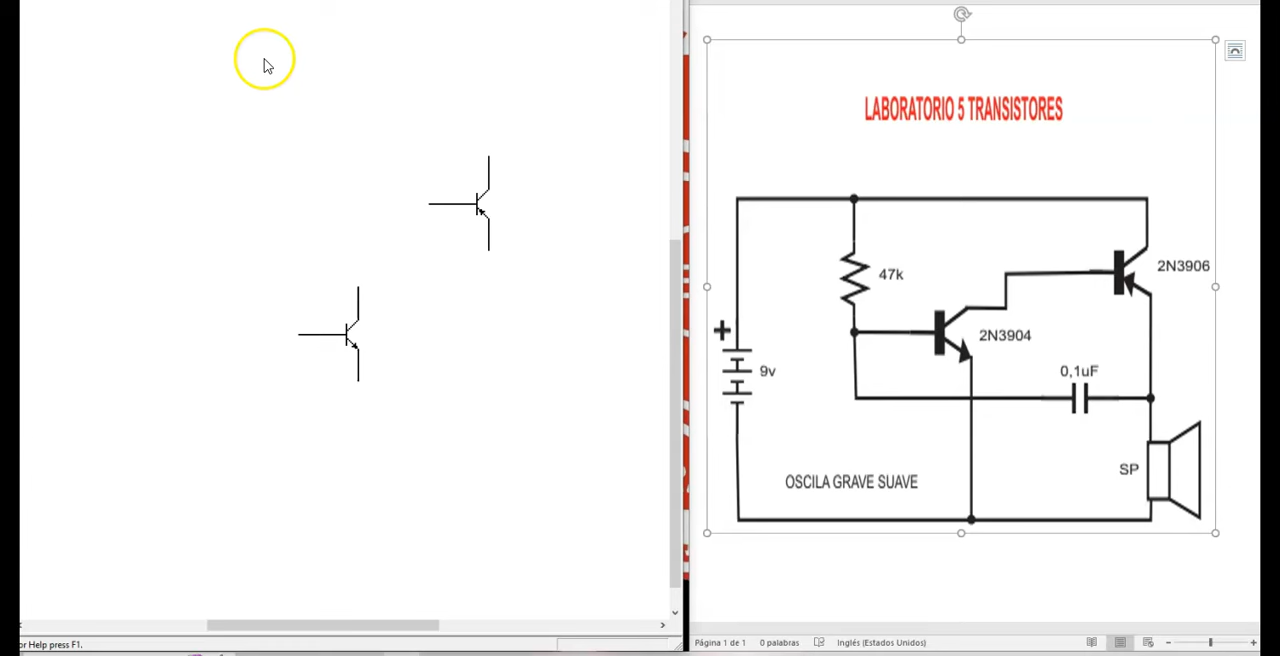 LABORATORIO 5 TRANSISTORES
47k
2N3906
2N3904
+
9v
0,1uF
SP
OSCILA GRAVE SUAVE
or Help press F1.
Página 1 de 1 0 palabras Inglés (Estados Unidos)